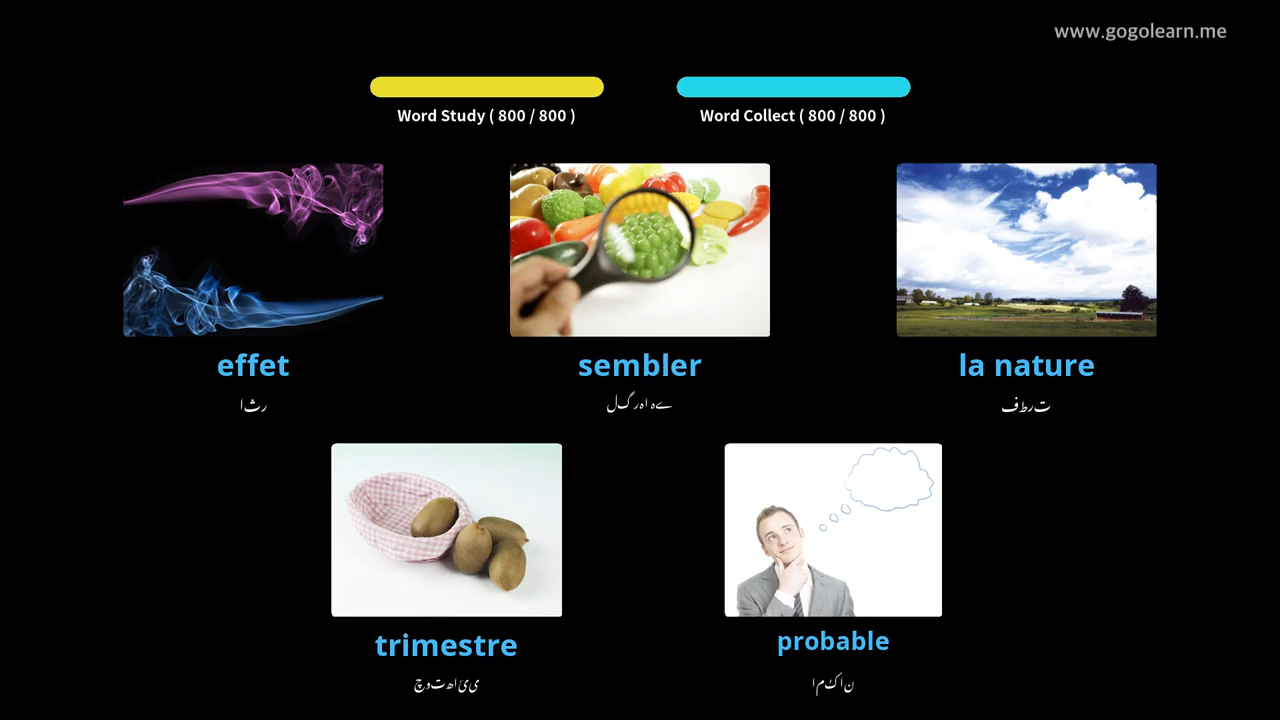 www.gogolearn.me
Word Study ( 800 / 800 )
Word Collect ( 800 / 800 )
effet
sembler
la nature
اثر
لگ رہا ہے
فطرت
trimestre
probable
چوتھائی
امکان